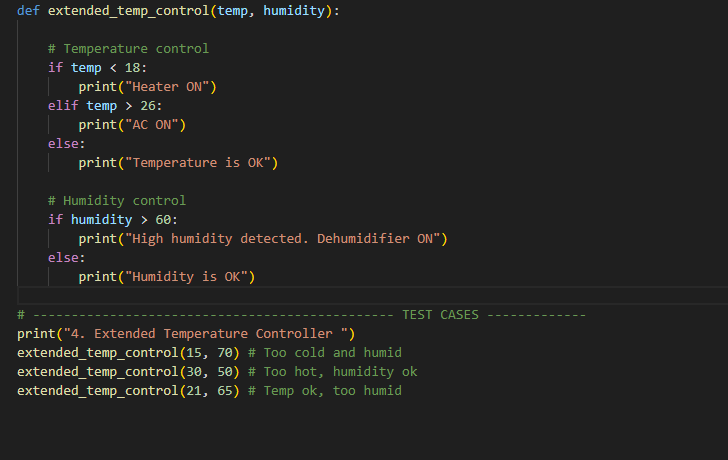 def extended_temp_control(temp, humidity):
    # Temperature control
    if temp < 18:
        print("Heater ON")
    elif temp > 26:
        print("AC ON")
    else:
        print("Temperature is OK")
    # Humidity control
    if humidity > 60:
        print("High humidity detected. Dehumidifier ON")
    else:
        print("Humidity is OK")
# ----------------------------------------------- TEST CASES -------------
print("4. Extended Temperature Controller ")
extended_temp_control(15, 70) # Too cold and humid
extended_temp_control(30, 50) # Too hot, humidity ok
extended_temp_control(21, 65) # Temp ok, too humid